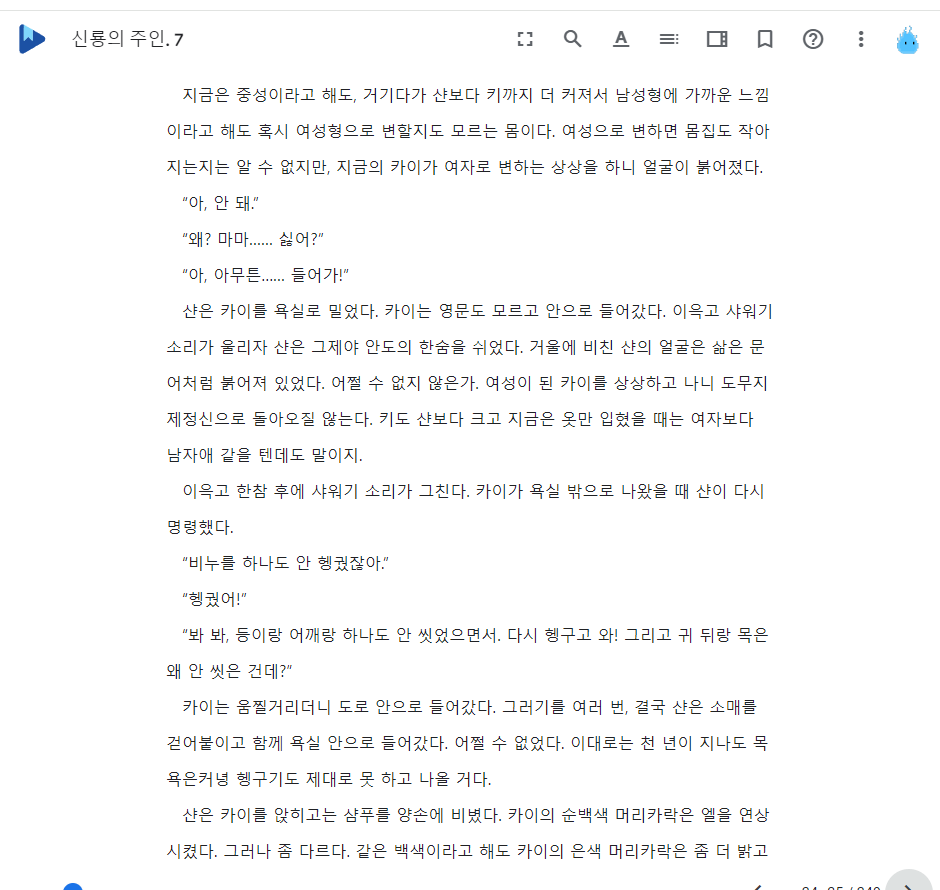 신룡의 주인. 7
지금은 중성이라고 해도, 거기다가 샨보다 키까지 더 커져서 남성형에 가까운 느낌
이라고 해도 혹시 여성형으로 변할지도 모르는 몸이다. 여성으로 변하면 몸집도 작아
지는지는 알 수 없지만, 지금의 카이가 여자로 변하는 상상을 하니 얼굴이 붉어졌다.
“아, 안 돼.”
“왜? 마마…… 싫어?”
“아, 아무튼…… 들어가!”
샨은 카이를 욕실로 밀었다. 카이는 영문도 모르고 안으로 들어갔다. 이윽고 샤워기
소리가 울리자 샨은 그제야 안도의 한숨을 쉬었다. 거울에 비친 샨의 얼굴은 삶은 문
어처럼 붉어져 있었다. 어쩔 수 없지 않은가. 여성이 된 카이를 상상하고 나니 도무지
제정신으로 돌아오질 않는다. 키도 샨보다 크고 지금은 옷만 입혔을 때는 여자보다
남자애 같을 텐데도 말이지.
이윽고 한참 후에 샤워기 소리가 그친다. 카이가 욕실 밖으로 나왔을 때 샨이 다시
명령했다.
“비누를 하나도 안 헹궜잖아.”
“헹궜어!”
“봐 봐, 등이랑 어깨랑 하나도 안 씻었으면서. 다시 헹구고 와! 그리고 귀 뒤랑 목은
왜 안 씻은 건데?”
카이는 움찔거리더니 도로 안으로 들어갔다. 그러기를 여러 번, 결국 샨은 소매를
걷어붙이고 함께 욕실 안으로 들어갔다. 어쩔 수 없었다. 이대로는 천 년이 지나도 목
욕은커녕 헹구기도 제대로 못 하고 나올 거다.
샨은 카이를 앉히고는 샴푸를 양손에 비볐다. 카이의 순백색 머리카락은 엘을 연상
시켰다. 그러나 좀 다르다. 같은 백색이라고 해도 카이의 은색 머리카락은 좀 더 밝고